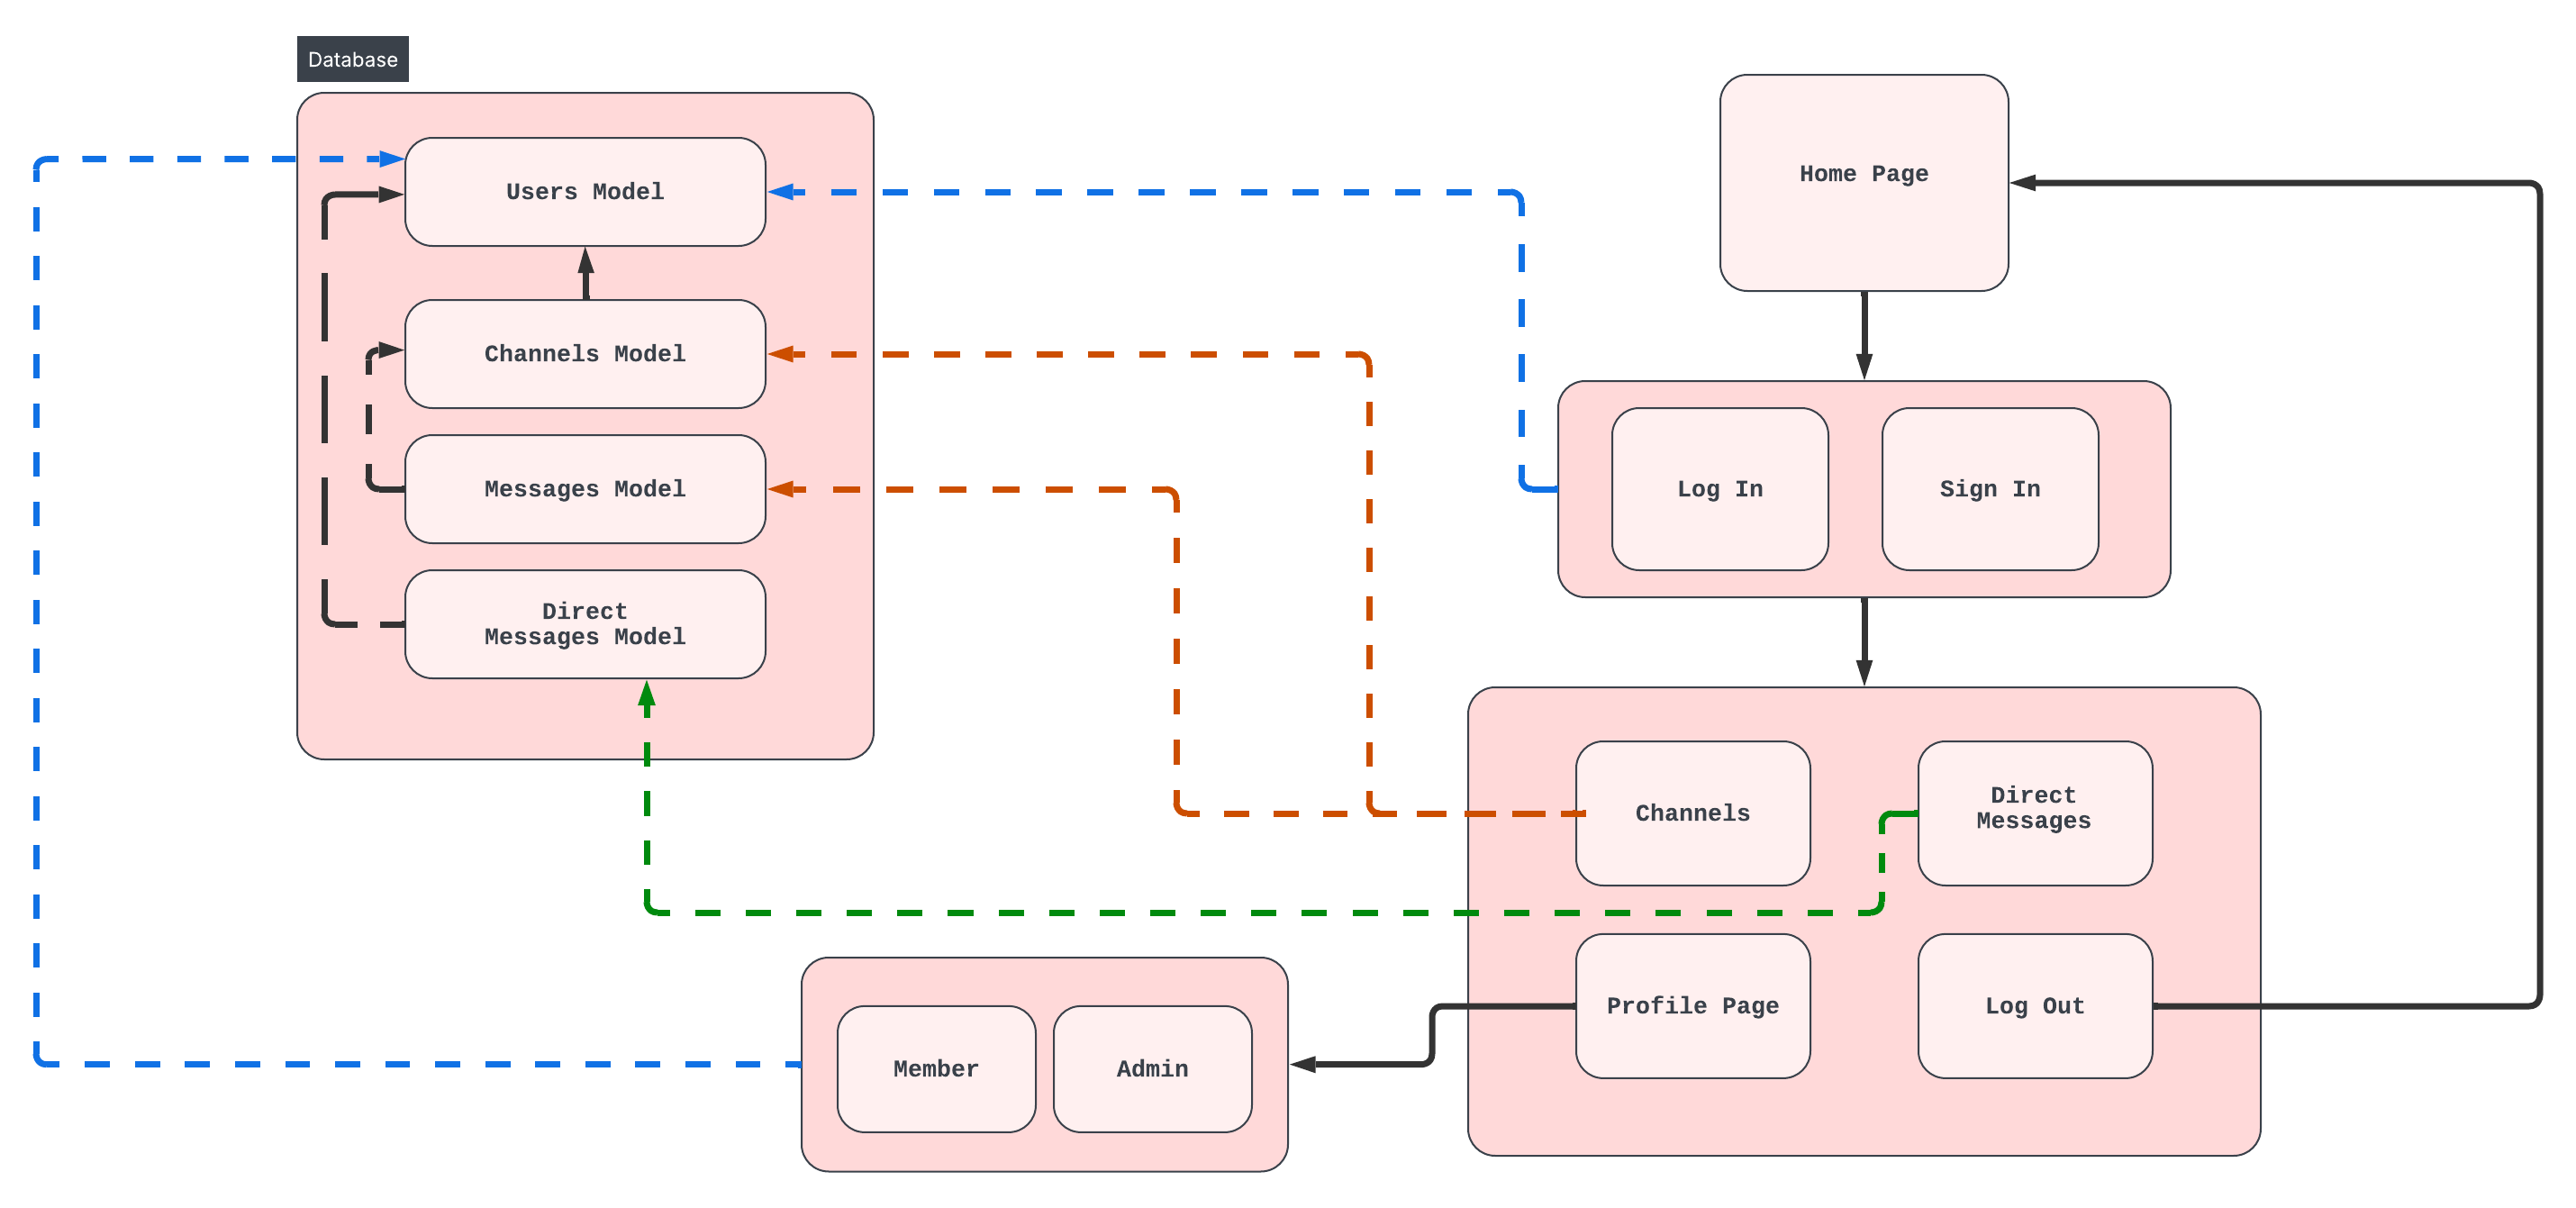 Database
Users Model
Channels Model
Messages Model
Direct
Messages Model
Home Page
Log In
Sign In
Channels
Direct
Messages
Profile Page
Log Out
Member
Admin